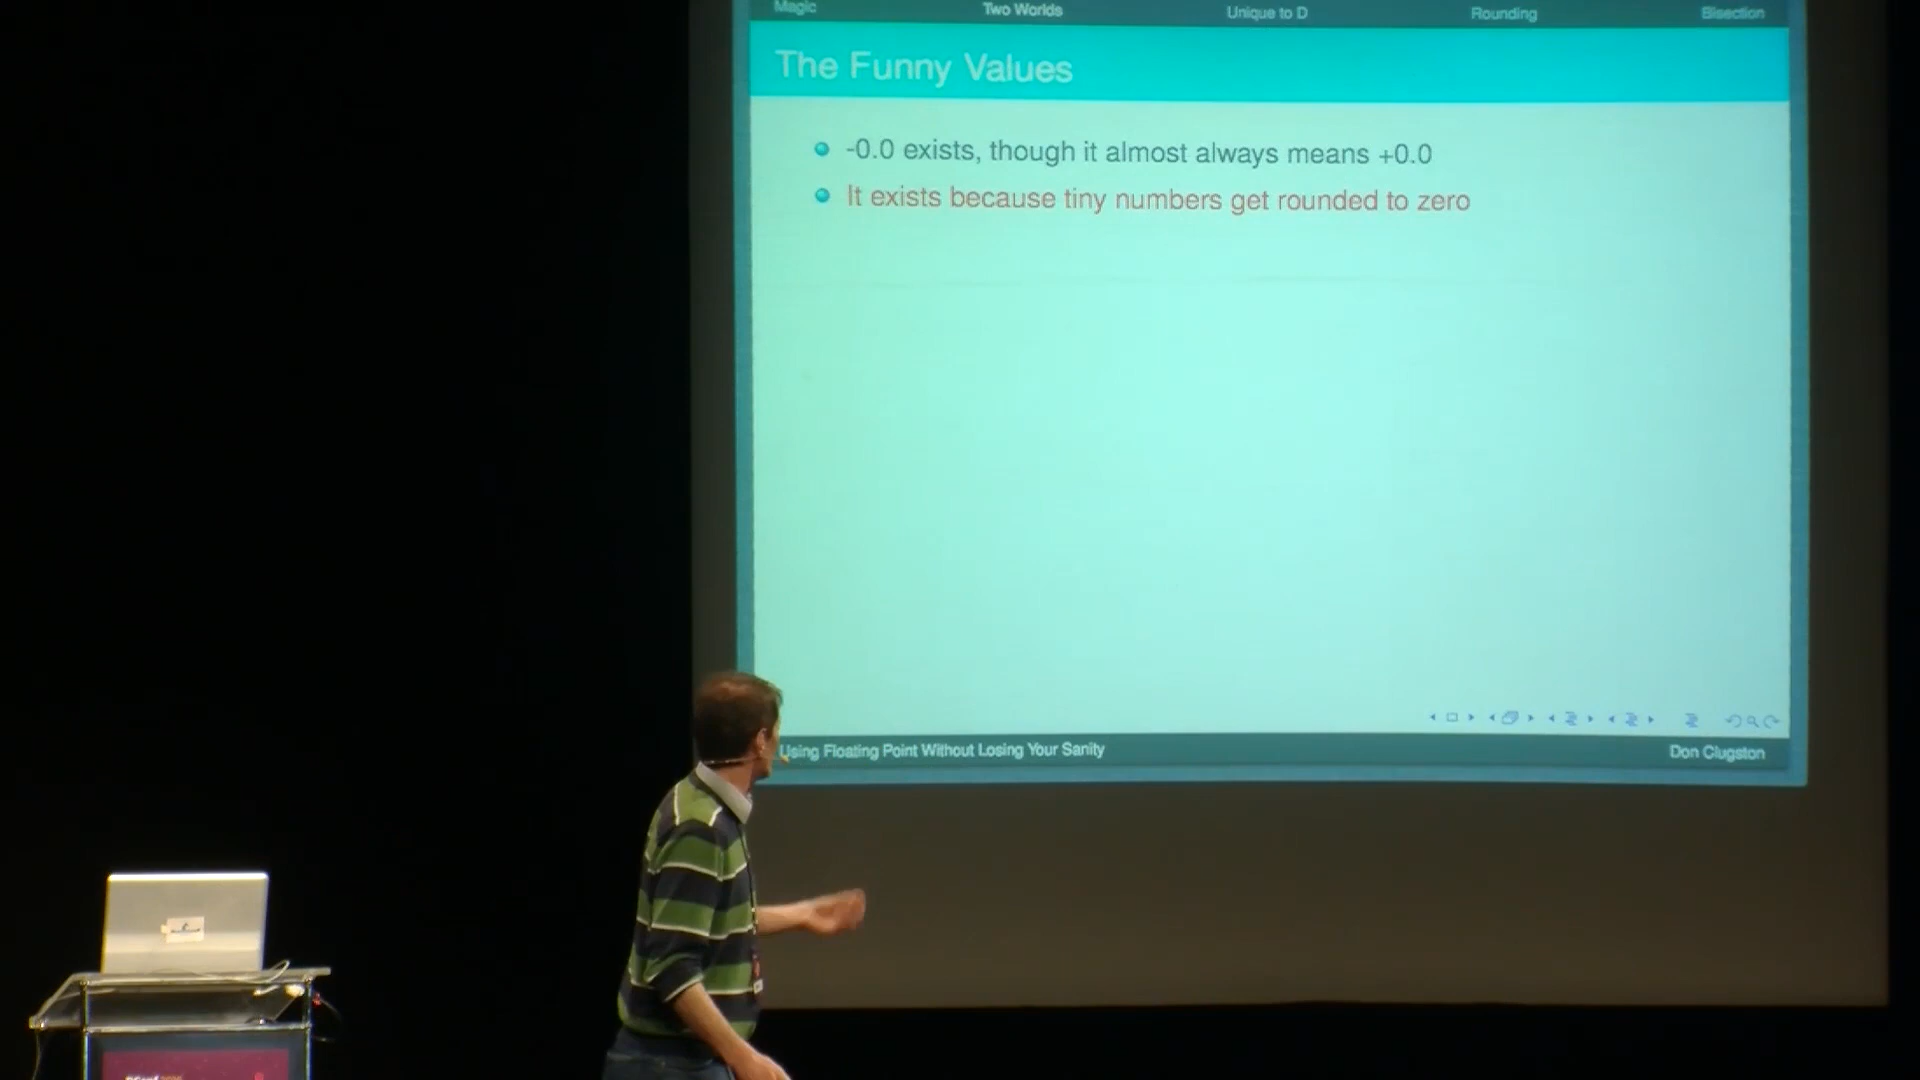 Magic Two Worlds Unique to D Rounding Bisection
The Funny Values
-0.0 exists, though it almost always means +0.0
It exists because tiny numbers get rounded to zero
Using Floating Point Without Losing Your Sanity Don Clugston